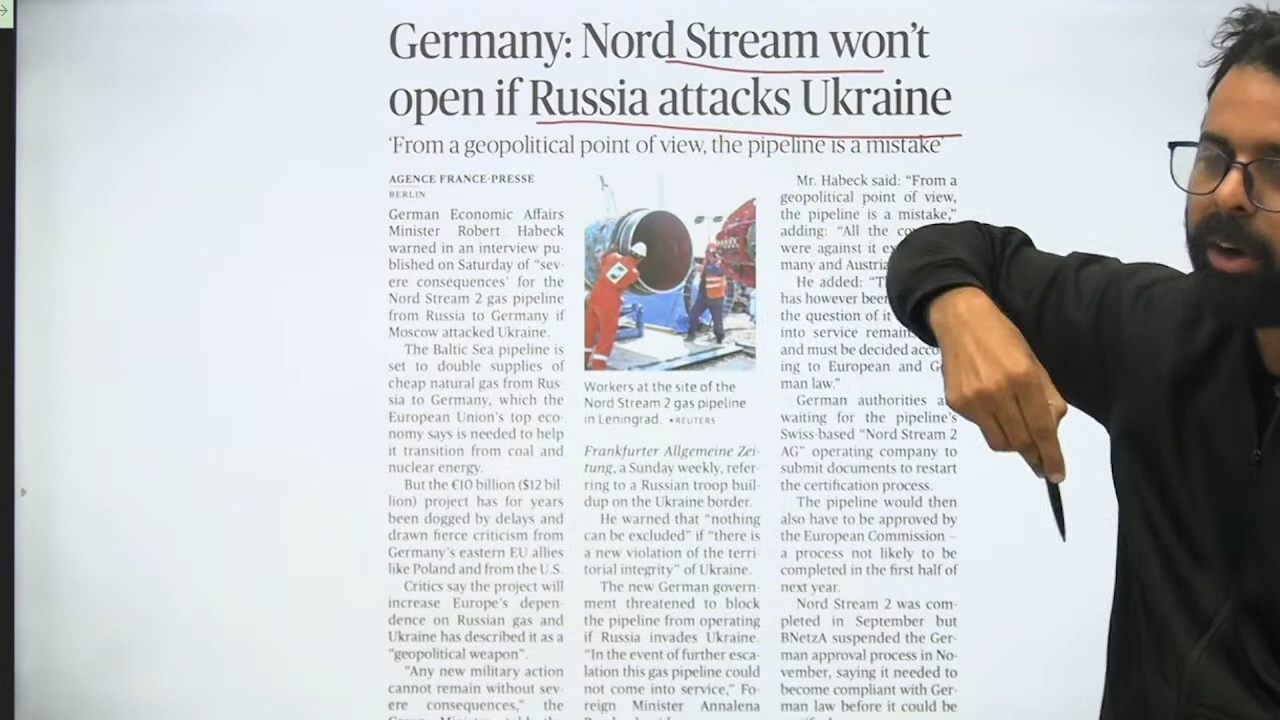 Germany: Nord Stream won't
open if Russia attacks Ukraine
'From a geopolitical point of view, the pipeline is a mistake'
AGENCE FRANCE-PRESSE
BERLIN
German Economic Affairs
Minister Robert Habeck
warned in an interview pu-
blished on Saturday of "sev-
ere consequences' for the
Nord Stream 2 gas pipeline
from Russia to Germany if
Moscow attacked Ukraine.
The Baltic Sea pipeline is
set to double supplies of
cheap natural gas from Rus-
sia to Germany, which the
European Union's top eco-
nomy says is needed to help
it transition from coal and
nuclear energy.
But the €10 billion ($12 bil-
lion) project has for years
been dogged by delays and
drawn fierce criticism from
Germany's eastern EU allies
like Poland and from the U.S.
Critics say the project will
increase Europe's depen-
dence on Russian gas and
Ukraine has described it as a
"geopolitical weapon".
"Any new military action
cannot remain without sev-
ere consequences," the
Workers at the site of the
Nord Stream 2 gas pipeline
in Leningrad. •REUTERS
Frankfurter Allgemeine Zei-
tung, a Sunday weekly, refer-
ring to a Russian troop buil-
dup on the Ukraine border.
He warned that "nothing
can be excluded" if "there is
a new violation of the terri-
torial integrity" of Ukraine.
The new German govern-
ment threatened to block
the pipeline from operating
if Russia invades Ukraine.
"In the event of further esca-
lation this gas pipeline could
not come into service," Fo-
reign Minister Annalena
Mr. Habeck said: "From a
geopolitical point of view,
the pipeline is a mistake,"
adding: "All the
were against it
many and Austria
He added:
has however been
the question of it
into service
and must be decided
ing to European and
man law."
German authorities
waiting for the pipeline's
Swiss-based "Nord Stream 2
AG" operating company to
submit documents to restart
the certification process.
The pipeline would then
also have to be approved by
the European Commission –
a process not likely to be
completed in the first half of
next year.
Nord Stream 2 was com-
pleted in September but
BNetzA suspended the Ger-
man approval process in No-
vember, saying it needed to
become compliant with Ger-
man law before it could be